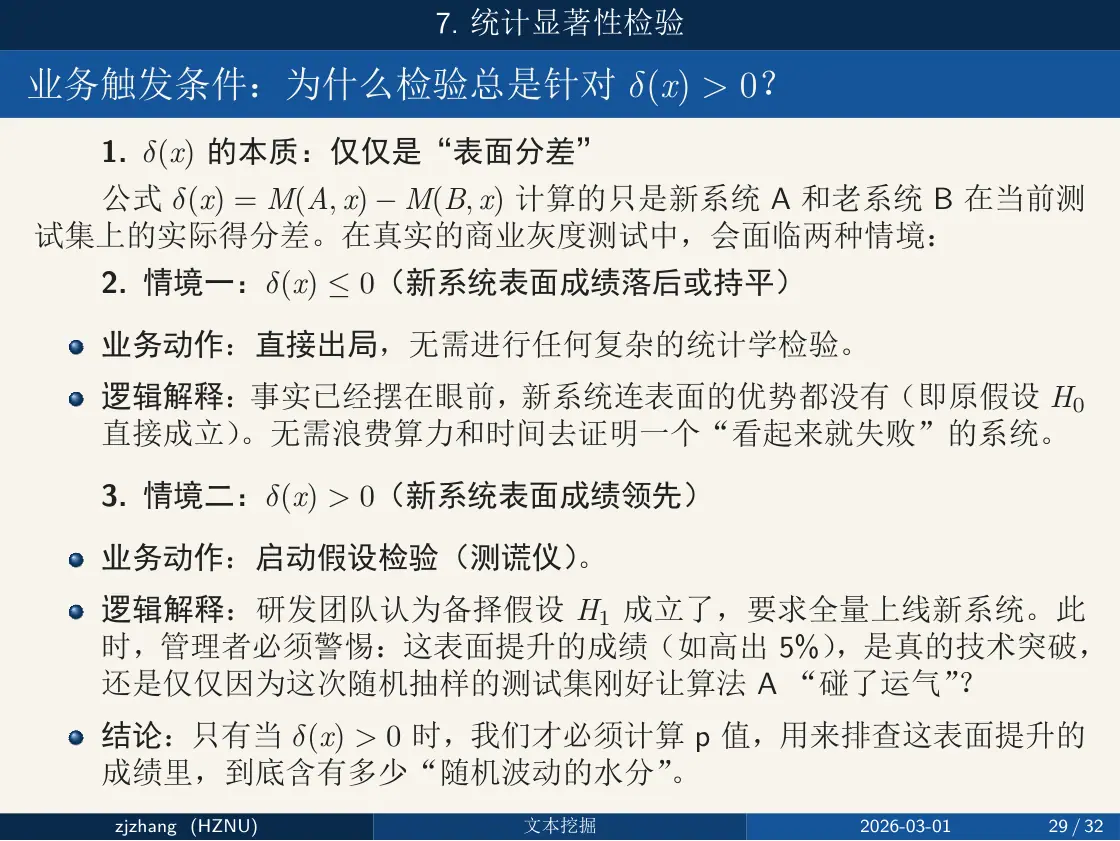 7. 统计显著性检验
业务触发条件：为什么检验总是针对 δ(x) > 0？
1. δ(x) 的本质：仅仅是“表面分差”
公式 δ(x) = M(A, x) − M(B, x) 计算的只是新系统 A 和老系统 B 在当前测
试集上的实际得分差。在真实的商业灰度测试中，会面临两种情境：
2. 情境一：δ(x) ≤ 0（新系统表面成绩落后或持平）
业务动作：直接出局，无需进行任何复杂的统计学检验。
逻辑解释：事实已经摆在眼前，新系统连表面的优势都没有（即原假设 H₀
直接成立）。无需浪费算力和时间去证明一个“看起来就失败”的系统。
3. 情境二：δ(x) > 0（新系统表面成绩领先）
业务动作：启动假设检验（测谎仪）。
逻辑解释：研发团队认为备择假设 H₁ 成立了，要求全量上线新系统。此
时，管理者必须警惕：这表面提升的成绩（如高出 5%），是真的技术突破，
还是仅仅因为这次随机抽样的测试集刚好让算法 A “碰了运气”？
结论：只有当 δ(x) > 0 时，我们才必须计算 p 值，用来排查这表面提升的
成绩里，到底含有多少“随机波动的水分”。
zjzhang (HZNU) 文本挖掘 2026-03-01 29 / 32